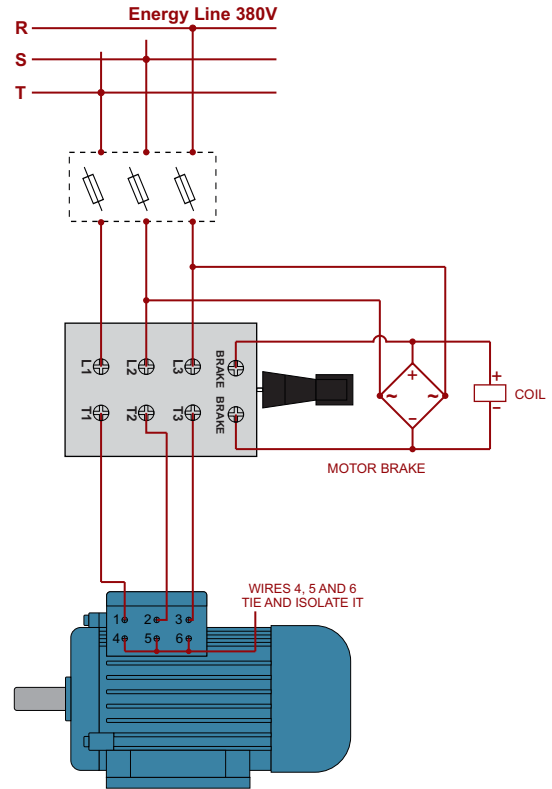 Energy Line 380V
R
S
T
L1
L2
L3
BRAKE
T1
T2
T3
BRAKE
+
~
~
−
+
−
COIL
MOTOR BRAKE
WIRES 4, 5 AND 6
TIE AND ISOLATE IT
1 2 3
4 5 6